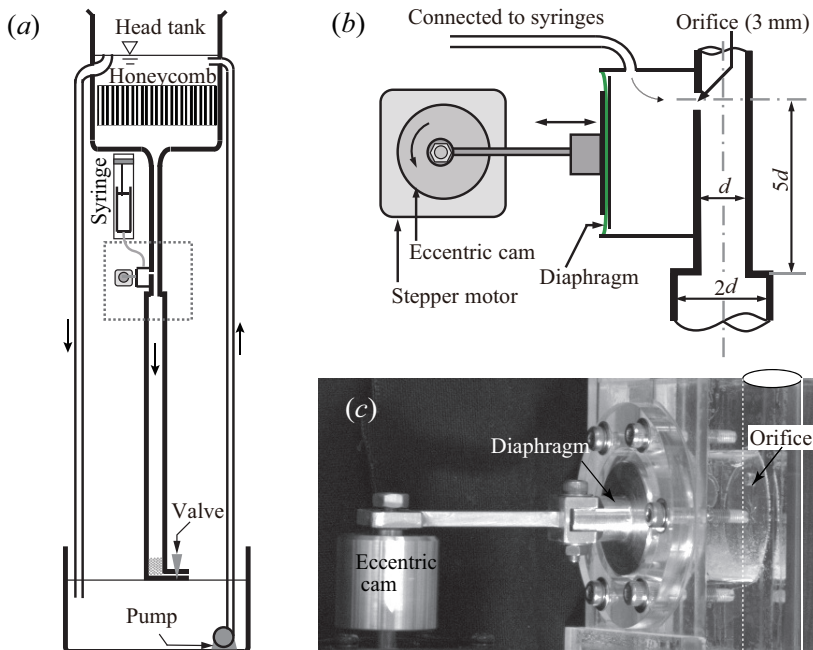 (a)
Head tank
Honeycomb
Syringe
Valve
Pump
(b)
Connected to syringes
Orifice (3 mm)
d
5d
Eccentric cam
Diaphragm
Stepper motor
2d
(c)
Diaphragm
Orifice
Eccentric
cam